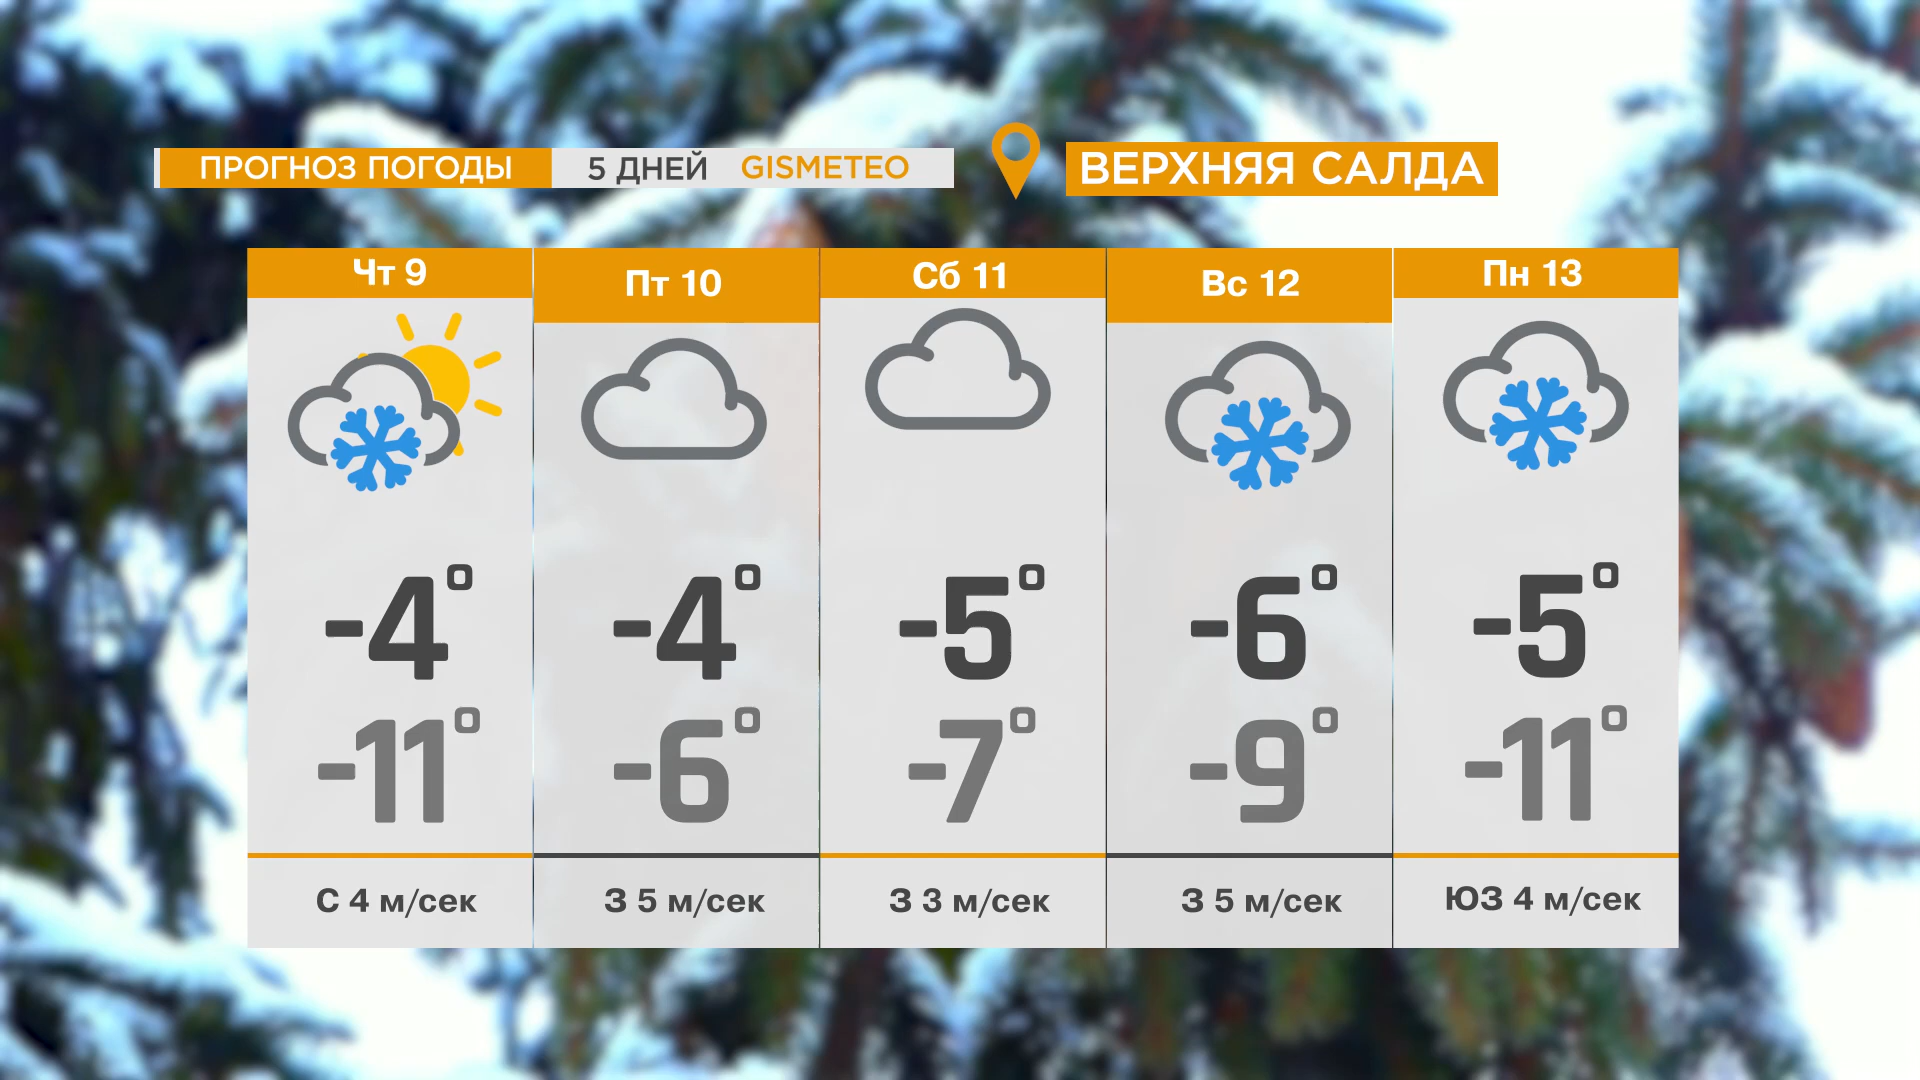 ПРОГНОЗ ПОГОДЫ 5 ДНЕЙ GISMETEO ВЕРХНЯЯ САЛДА
Чт 9 Пт 10 Сб 11 Вс 12 Пн 13
-4° -4° -5° -6° -5°
-11° -6° -7° -9° -11°
С 4 м/сек З 5 м/сек З 3 м/сек З 5 м/сек ЮЗ 4 м/сек